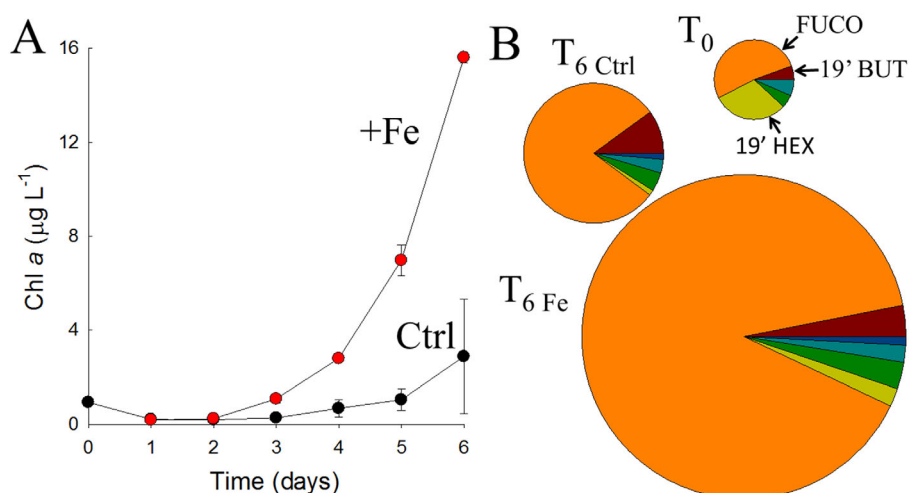 A
Chl a (µg L-1)
16
12
8
4
0
+Fe
Ctrl
0 1 2 3 4 5 6
Time (days)
B
T0
FUCO
19' BUT
19' HEX
T6 Ctrl
T6 Fe